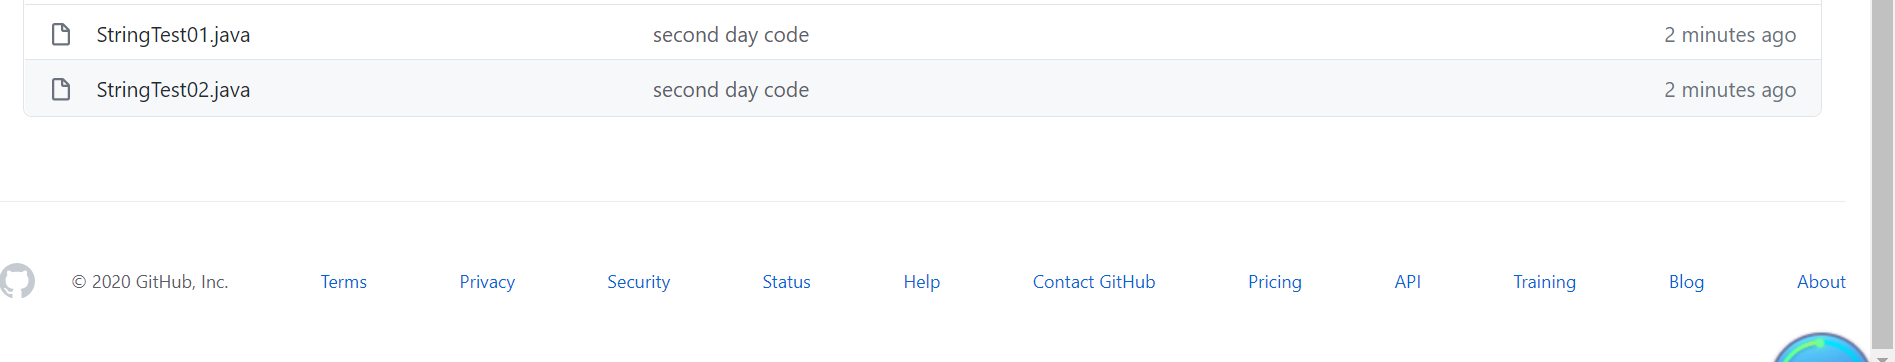 StringTest01.java second day code 2 minutes ago
StringTest02.java second day code 2 minutes ago
© 2020 GitHub, Inc. Terms Privacy Security Status Help Contact GitHub Pricing API Training Blog About